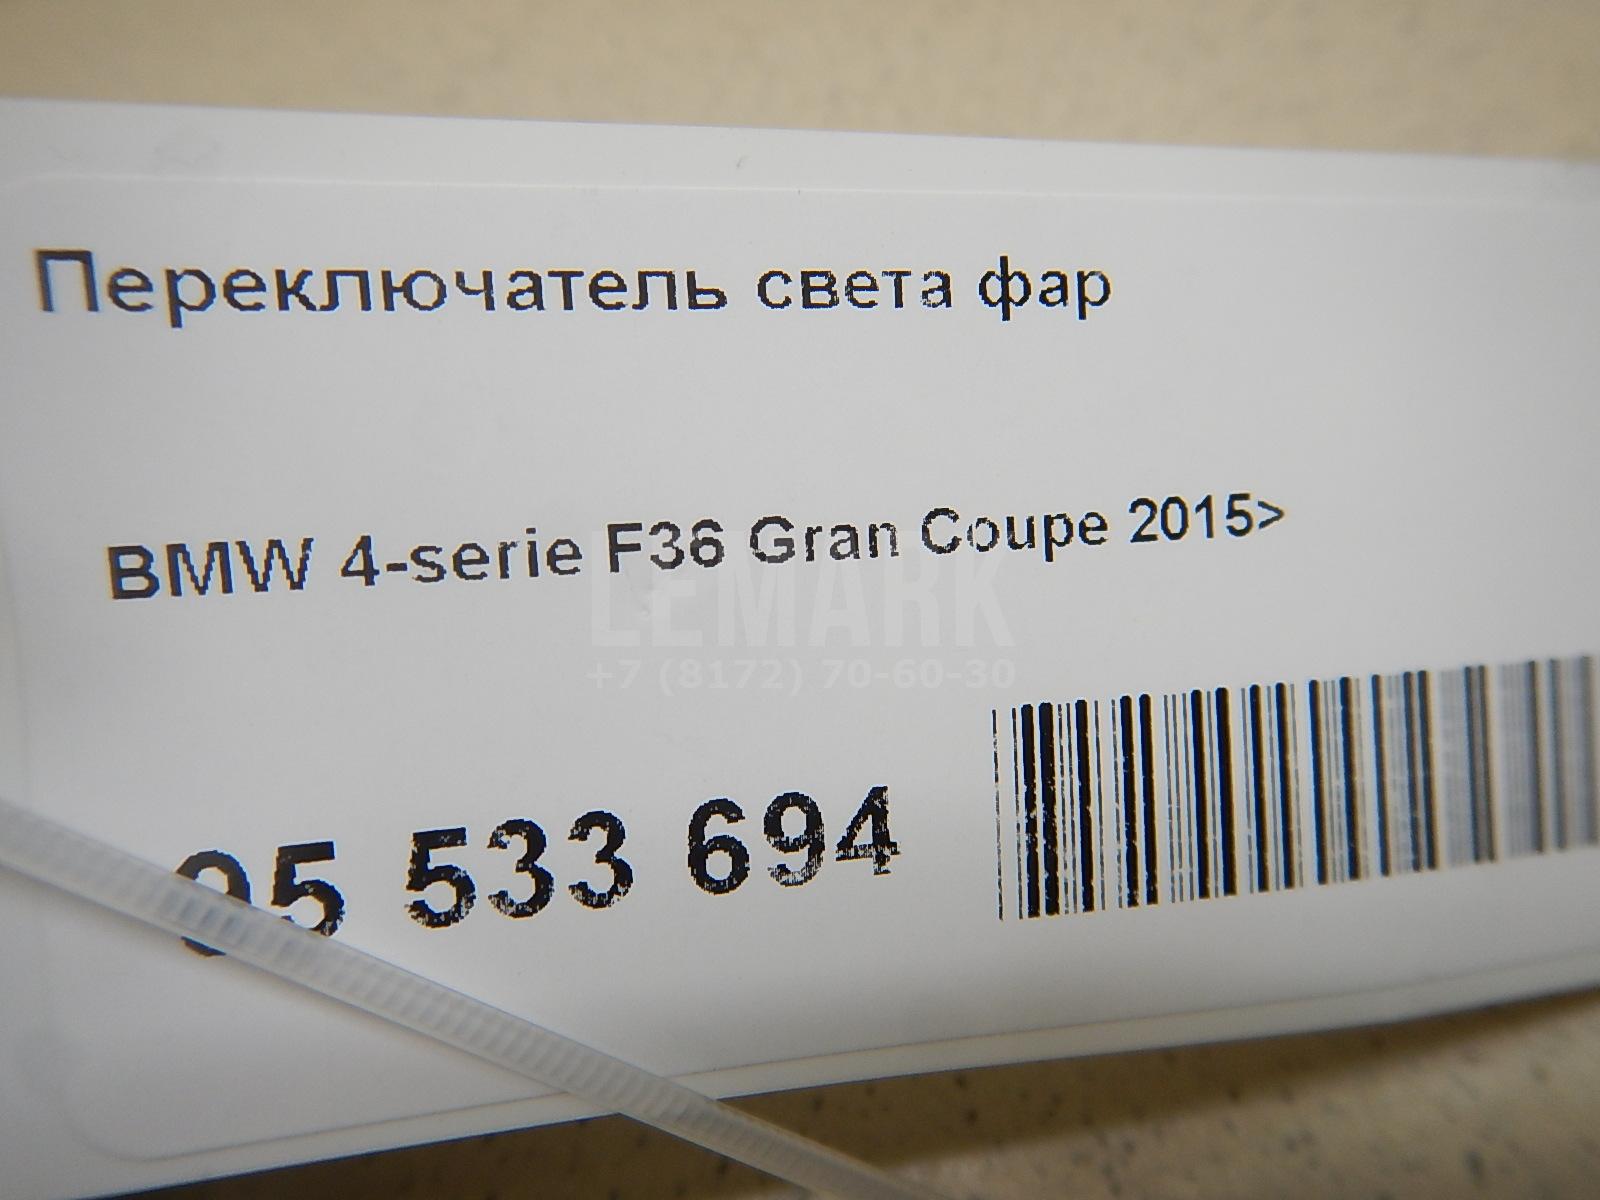 Переключатель света фар
BMW 4-serie F36 Gran Coupe 2015>
LEMARK
+7 (8172) 70-60-30
533 694